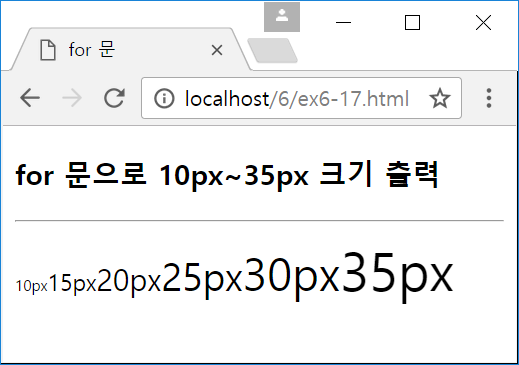 for 문
localhost/6/ex6-17.html
for 문으로 10px~35px 크기 출력
10px15px20px25px30px35px